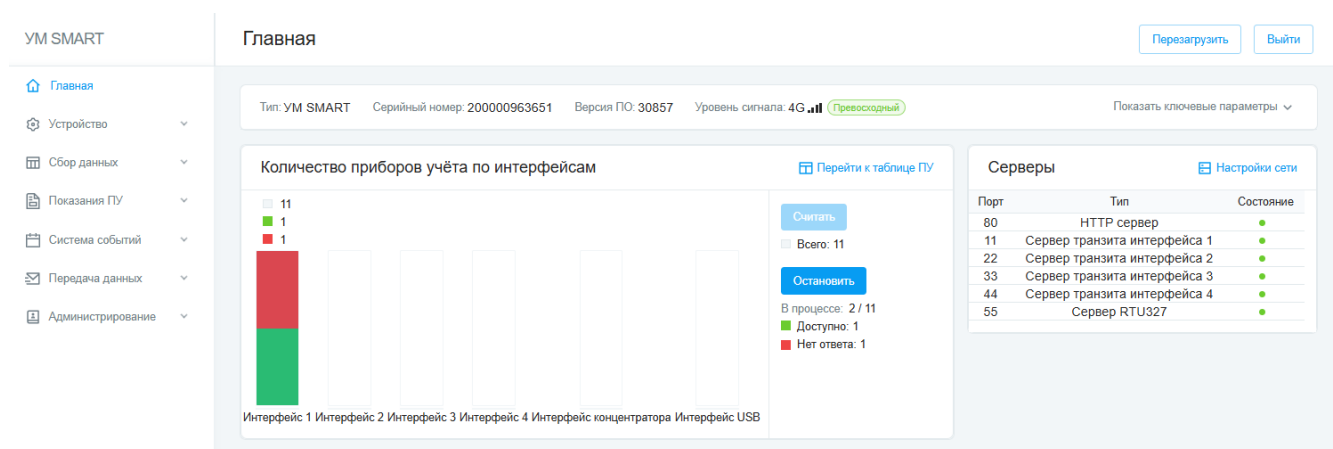 УМ SMART
Главная
Перезагрузить
Выйти
Главная
Устройство
Сбор данных
Показания ПУ
Система событий
Передача данных
Администрирование
Тип: УМ SMART Серийный номер: 200000963651 Версия ПО: 30857 Уровень сигнала: 4G Превосходный
Показать ключевые параметры
Количество приборов учёта по интерфейсам
Перейти к таблице ПУ
11
1
1
Интерфейс 1 Интерфейс 2 Интерфейс 3 Интерфейс 4 Интерфейс концентратора Интерфейс USB
Считать
Всего: 11
Остановить
В процессе: 2 / 11
Доступно: 1
Нет ответа: 1
Серверы
Настройки сети
Порт Тип Состояние
80 HTTP сервер
11 Сервер транзита интерфейса 1
22 Сервер транзита интерфейса 2
33 Сервер транзита интерфейса 3
44 Сервер транзита интерфейса 4
55 Сервер RTU327